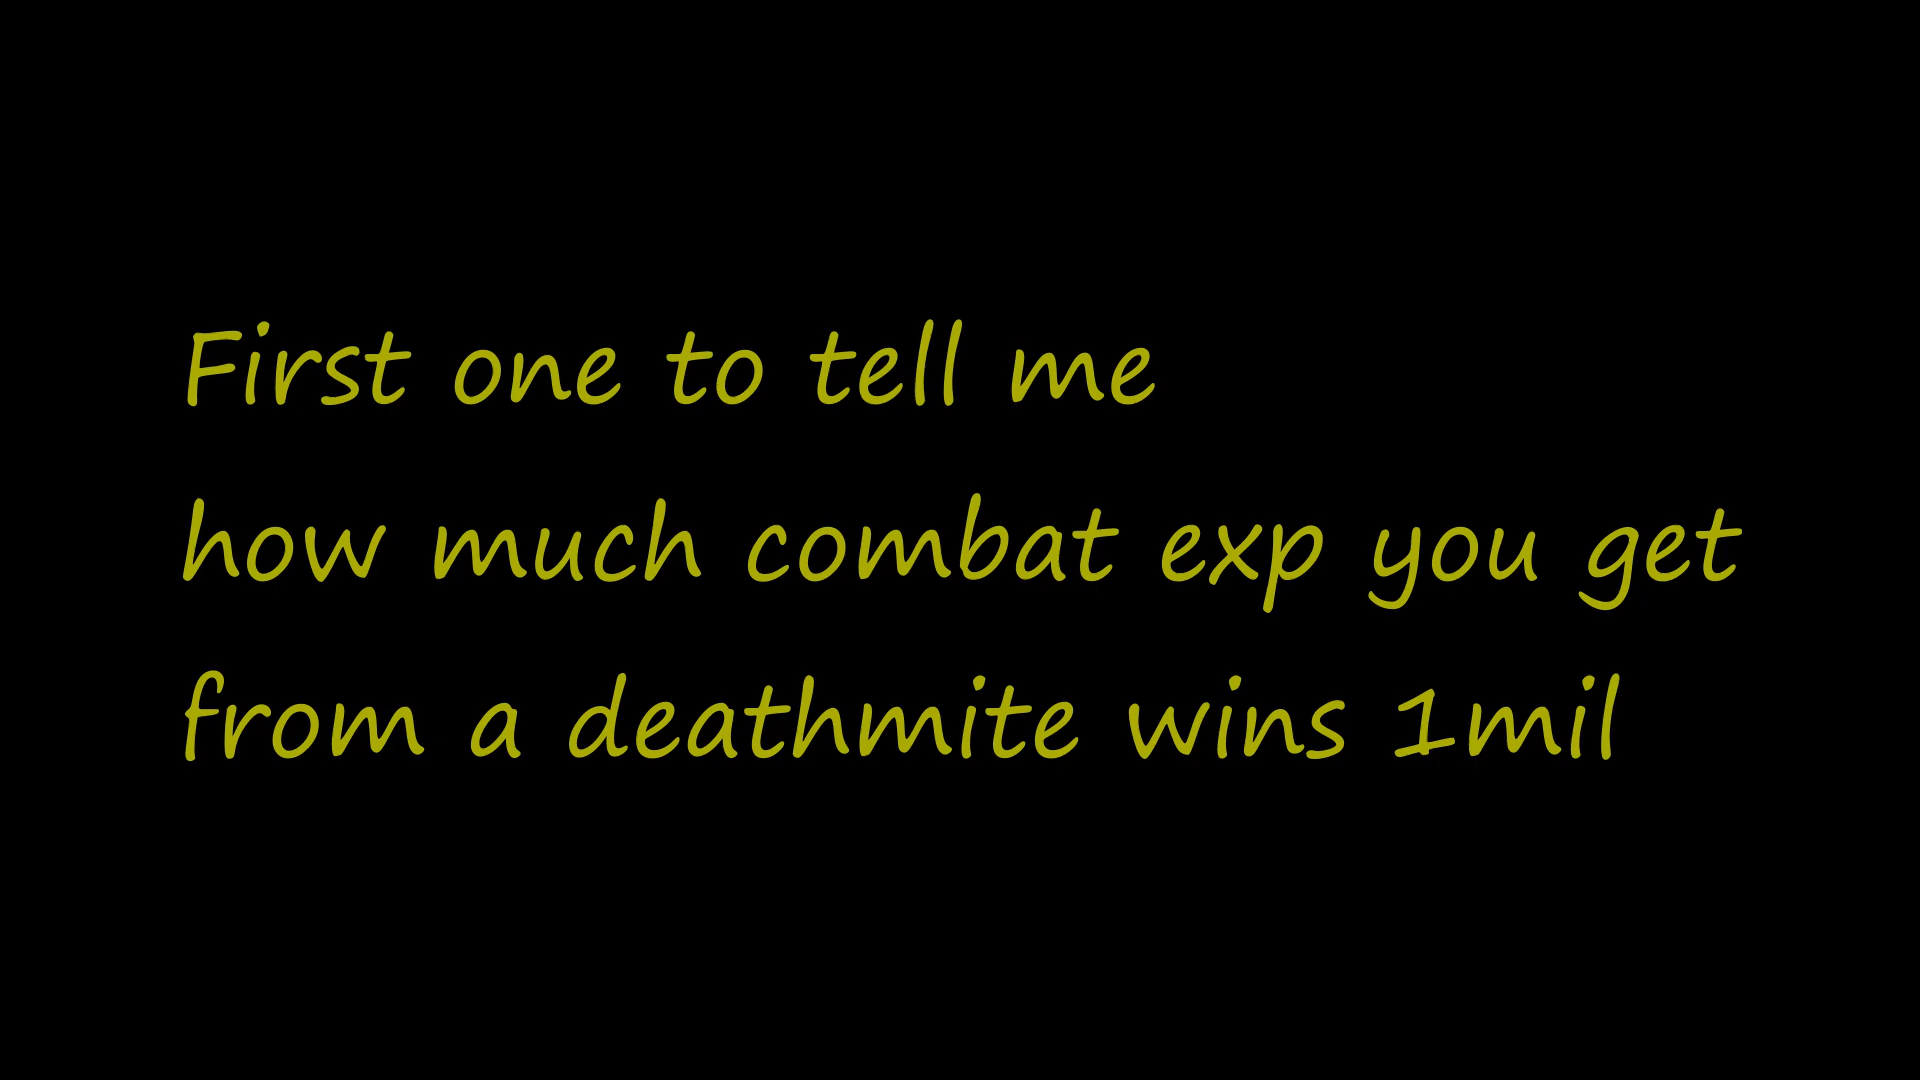 First one to tell me
how much combat exp you get
from a deathmite wins 1mil